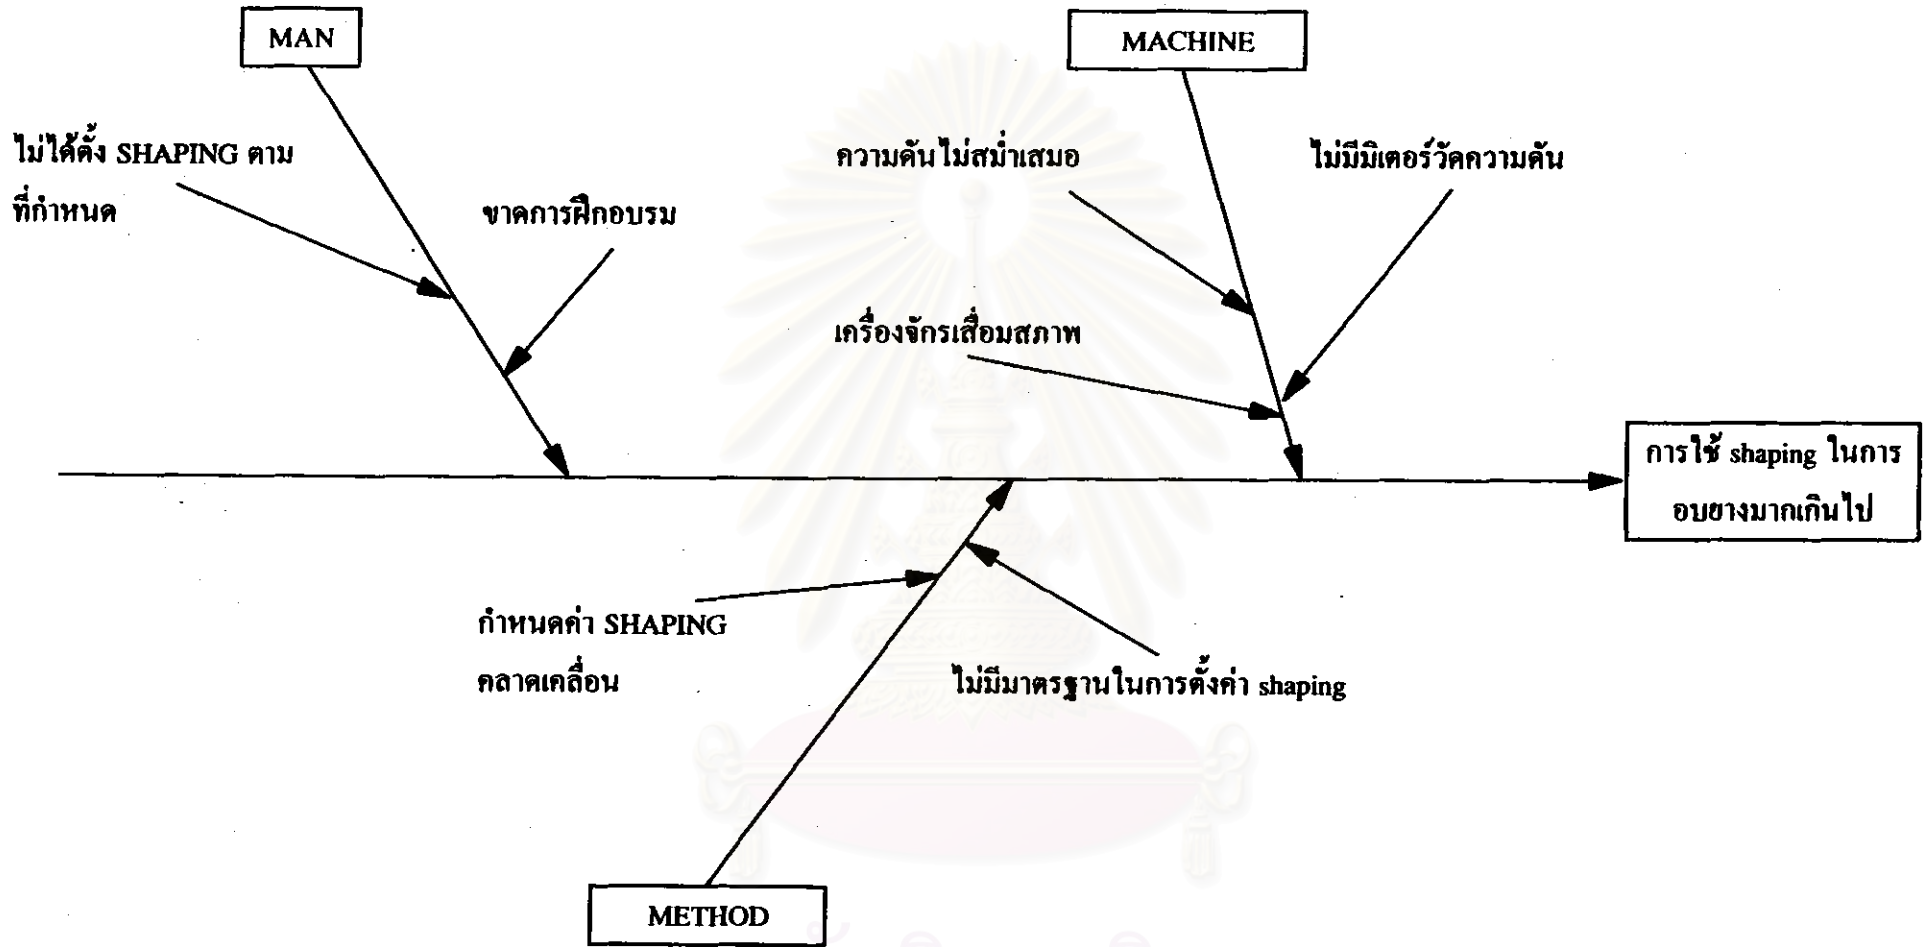 MAN
MACHINE
ไม่ได้ตั้ง SHAPING ตาม
ที่กำหนด
ขาดการฝึกอบรม
ความดันไม่สม่ำเสมอ
ไม่มีมิเตอร์วัดความดัน
เครื่องจักรเสื่อมสภาพ
การใช้ shaping ในการ
อบยางมากเกินไป
กำหนดค่า SHAPING
คลาดเคลื่อน
ไม่มีมาตรฐานในการตั้งค่า shaping
METHOD